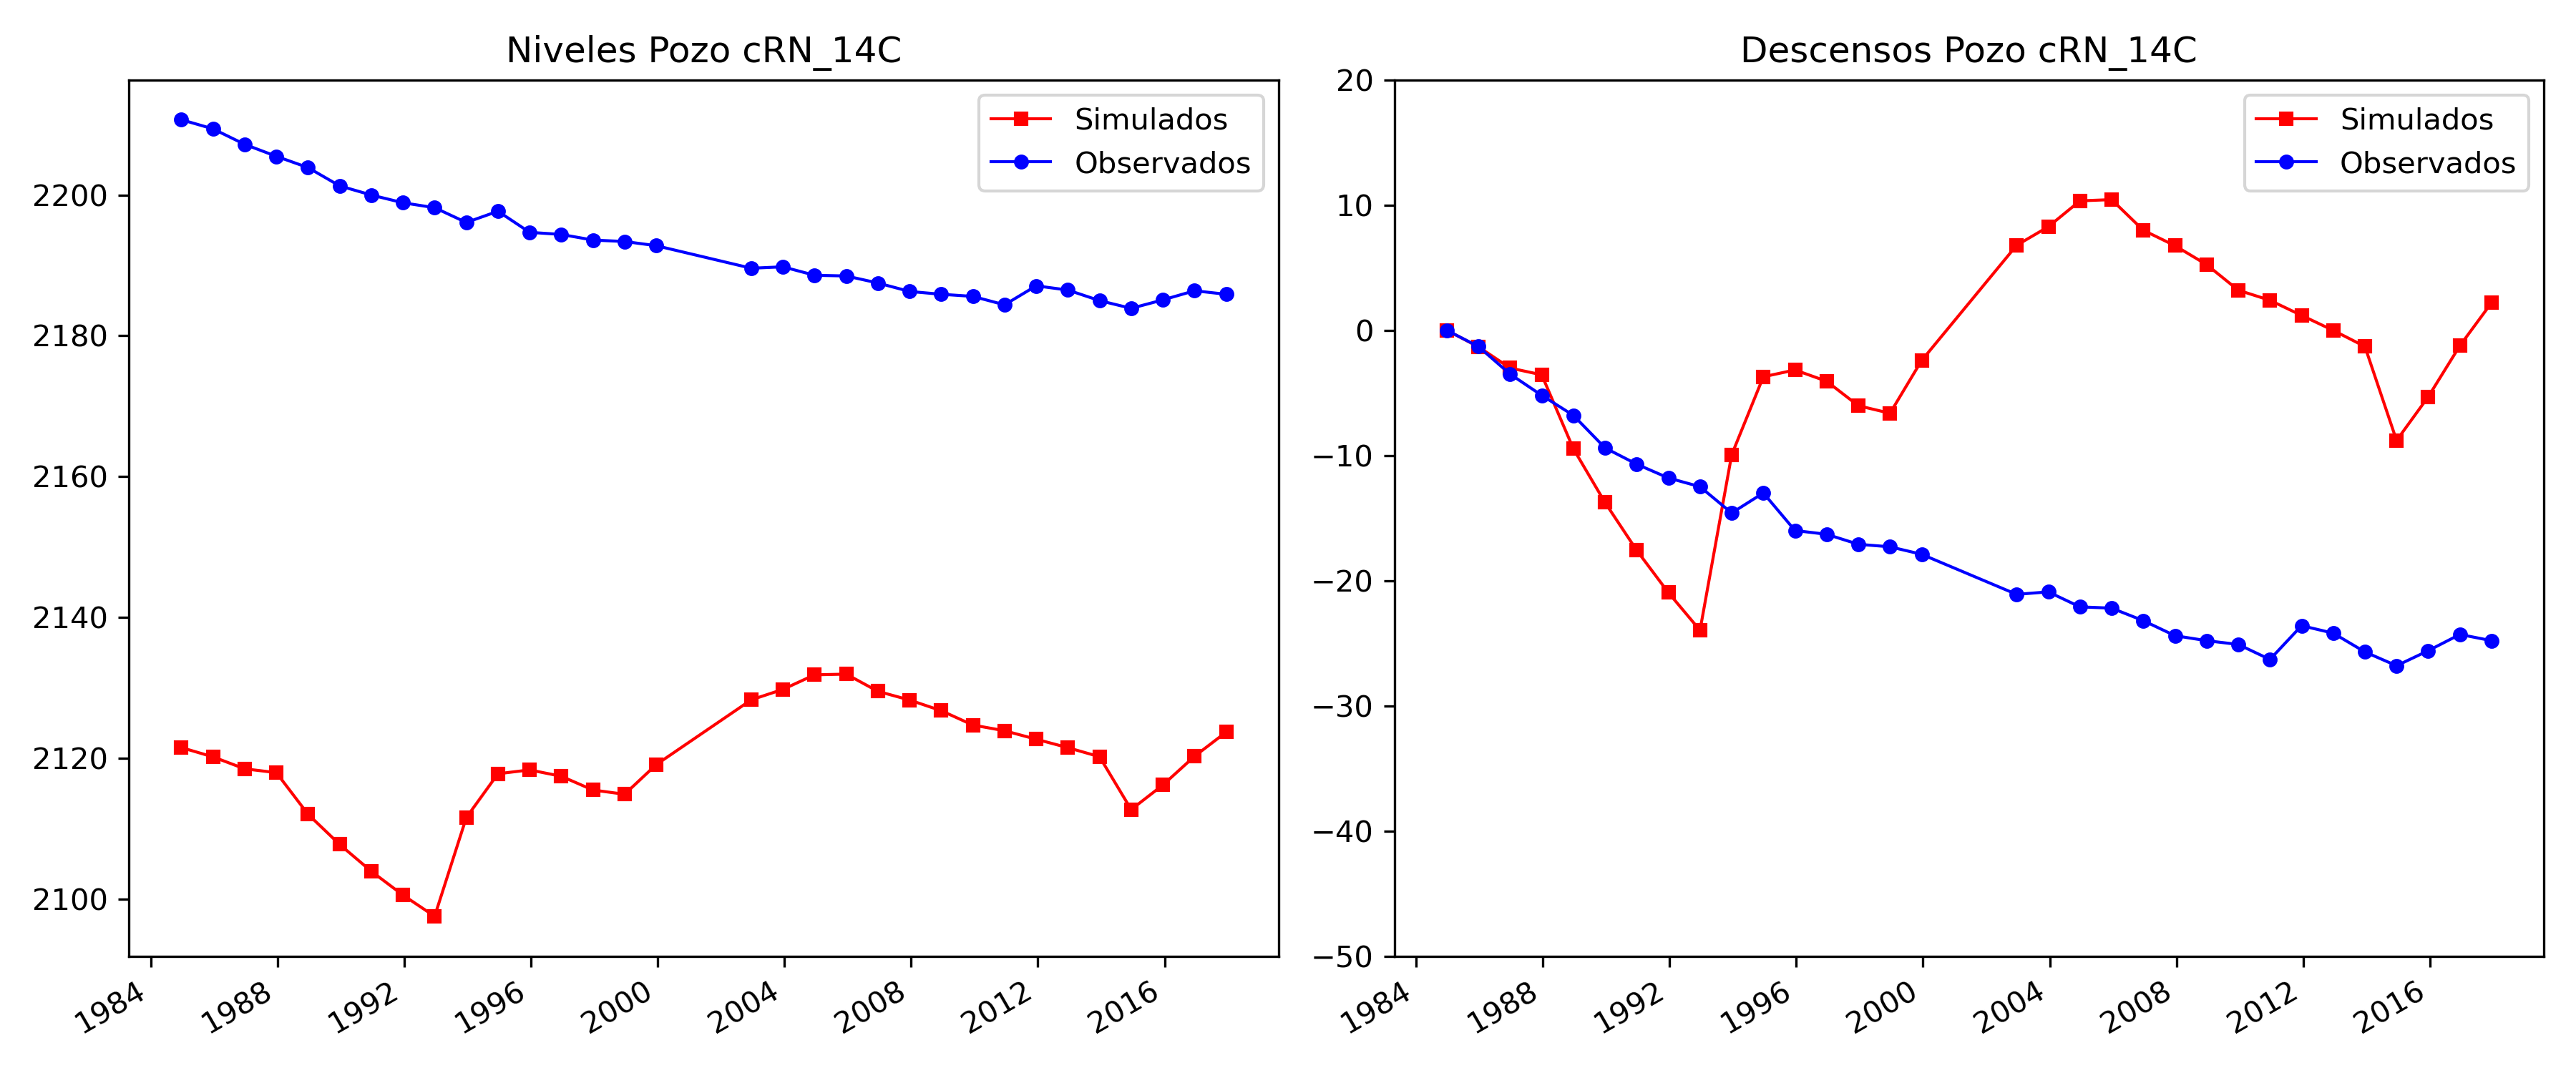 Niveles Pozo cRN_14C
Simulados
Observados
2200
2180
2160
2140
2120
2100
1984 1988 1992 1996 2000 2004 2008 2012 2016
Descensos Pozo cRN_14C
Simulados
Observados
20
10
0
−10
−20
−30
−40
−50
1984 1988 1992 1996 2000 2004 2008 2012 2016